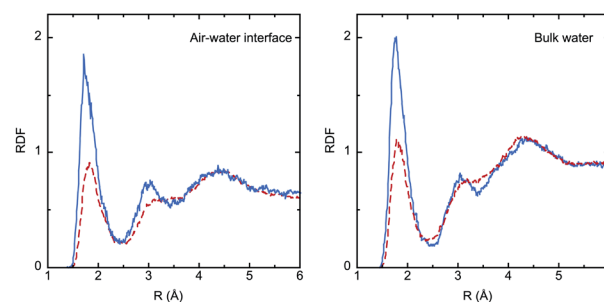 Air-water interface
RDF
2
1
0
1 2 3 4 5 6
R (Å)
Bulk water
RDF
2
1
0
1 2 3 4 5
R (Å)